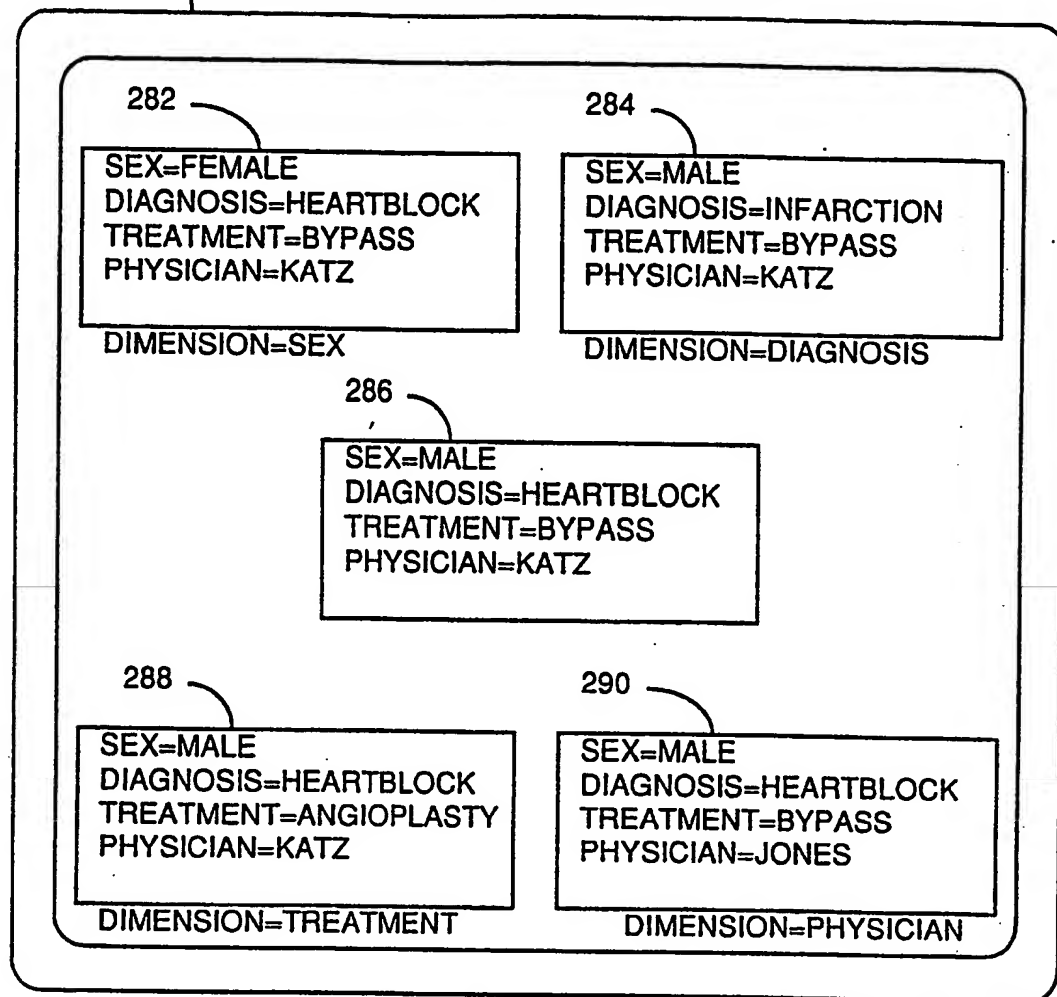 282
SEX=FEMALE
DIAGNOSIS=HEARTBLOCK
TREATMENT=BYPASS
PHYSICIAN=KATZ
DIMENSION=SEX
284
SEX=MALE
DIAGNOSIS=INFARCTION
TREATMENT=BYPASS
PHYSICIAN=KATZ
DIMENSION=DIAGNOSIS
286
SEX=MALE
DIAGNOSIS=HEARTBLOCK
TREATMENT=BYPASS
PHYSICIAN=KATZ
288
SEX=MALE
DIAGNOSIS=HEARTBLOCK
TREATMENT=ANGIOPLASTY
PHYSICIAN=KATZ
DIMENSION=TREATMENT
290
SEX=MALE
DIAGNOSIS=HEARTBLOCK
TREATMENT=BYPASS
PHYSICIAN=JONES
DIMENSION=PHYSICIAN